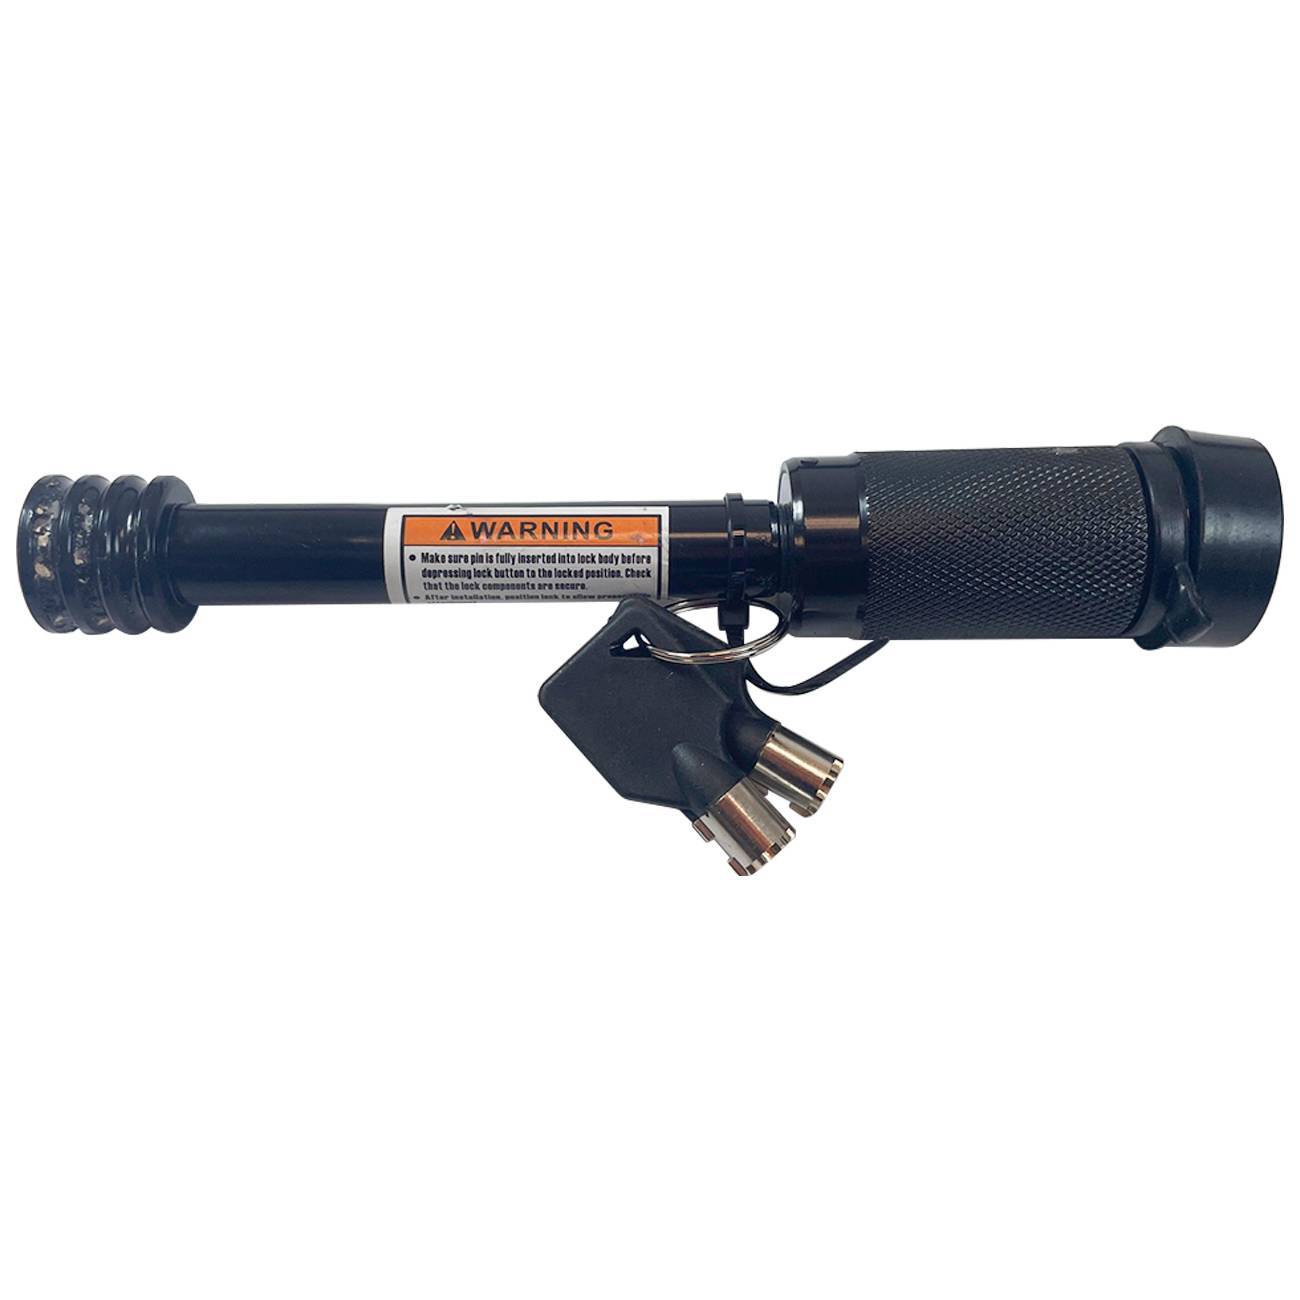 WARNING
• Make sure pin is fully inserted into lock body before
depressing lock button to the locked position. Check
that the lock components are secure.
• After installation, position lock to allow